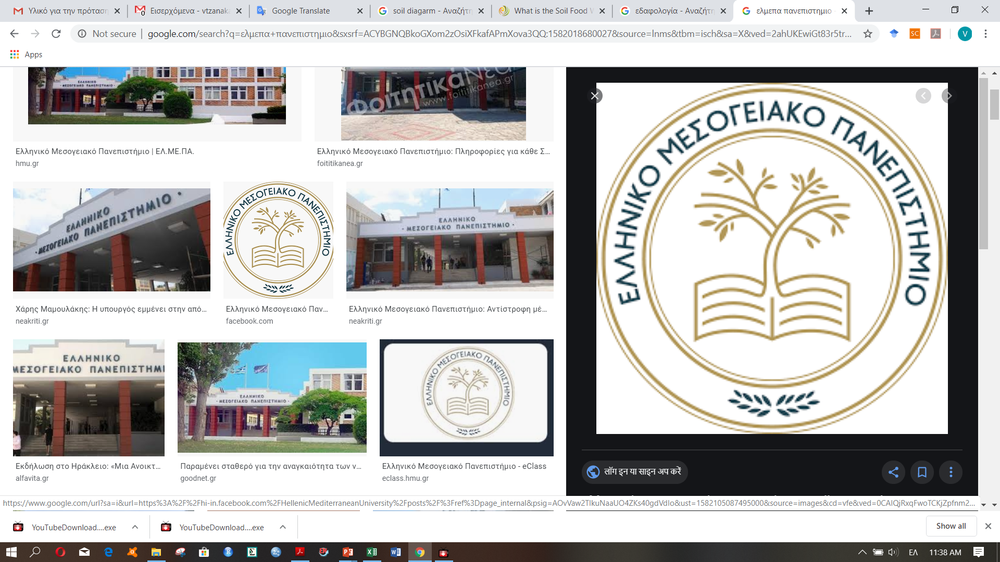 Υλικό για την πρόταση
Εισερχόμενα - vtzanaka
Google Translate
soil diagarm - Αναζήτη
What is the Soil Food W
εδαφολογία - Αναζήτη
ελμεπα πανεπιστημιο -
Not secure
google.com/search?q=ελμεπα+πανεπιστημιο&sxsrf=ACYBGNQBkoGXom2zOsiXFkafAPmXova3QQ:1582018680027&source=lnms&tbm=isch&sa=X&ved=2ahUKEwiGt83r5tr...
SC
V
Apps
ΕΛΛΗΝΙΚΟ
· ΜΕΣΟΓΕΙΑΚΟ ΠΑΝΕΠΙΣΤΗΜΙΟ ·
ΦοιτητικάΝέα
www.foititikanea.gr
Ελληνικό Μεσογειακό Πανεπιστήμιο | ΕΛ.ΜΕ.ΠΑ.
hmu.gr
Ελληνικό Μεσογειακό Πανεπιστήμιο: Πληροφορίες για κάθε Σ...
foititikanea.gr
ΕΛΛΗΝΙΚΟ
· ΜΕΣΟΓΕΙΑΚΟ ΠΑΝΕΠΙΣΤΗΜΙΟ ·
ΕΛΛΗΝΙΚΟ ΜΕΣΟΓΕΙΑΚΟ ΠΑΝΕΠΙΣΤΗΜΙΟ
ΕΛΛΗΝΙΚΟ
· ΜΕΣΟΓΕΙΑΚΟ ΠΑΝΕΠΙΣΤΗΜΙΟ ·
Χάρης Μαμουλάκης: Η υπουργός εμμένει στην από...
neakriti.gr
Ελληνικό Μεσογειακό Παν...
facebook.com
Ελληνικό Μεσογειακό Πανεπιστήμιο: Αντίστροφη μέ...
neakriti.gr
ΕΛΛΗΝΙΚΟ
ΜΕΣΟΓΕΙΑΚΟ ΠΑΝΕΠΙΣΤΗΜΙ
ΕΛΛΗΝΙΚΟ
· ΜΕΣΟΓΕΙΑΚΟ ΠΑΝΕΠΙΣΤΗΜΙΟ ·
ΕΛΛΗΝΙΚΟ ΜΕΣΟΓΕΙΑΚΟ ΠΑΝΕΠΙΣΤΗΜΙΟ
Εκδήλωση στο Ηράκλειο: «Μια Ανοικτ...
alfavita.gr
Παραμένει σταθερό για την αναγκαιότητα των ν...
goodnet.gr
Ελληνικό Μεσογειακό Πανεπιστήμιο - eClass
eclass.hmu.gr
ΕΛΛΗΝΙΚΟ ΜΕΣΟΓΕΙΑΚΟ ΠΑΝΕΠΙΣΤΗΜΙΟ
लॉग इन या साइन अप करें
https://www.google.com/url?sa=i&url=https%3A%2F%2Fhi-in.facebook.com%2FHellenicMediterraneanUniversity%2Fposts%2F%3Fref%3Dpage_internal&psig=AOvVaw2TlkuNaaUO4ZKs40gdVdIo&ust=1582105087495000&source=images&cd=vfe&ved=0CAIQjRxqFwoTCKjZpfnm2...
YouTubeDownload....exe
YouTubeDownload....exe
Show all
ΕΛ
11:38 AM